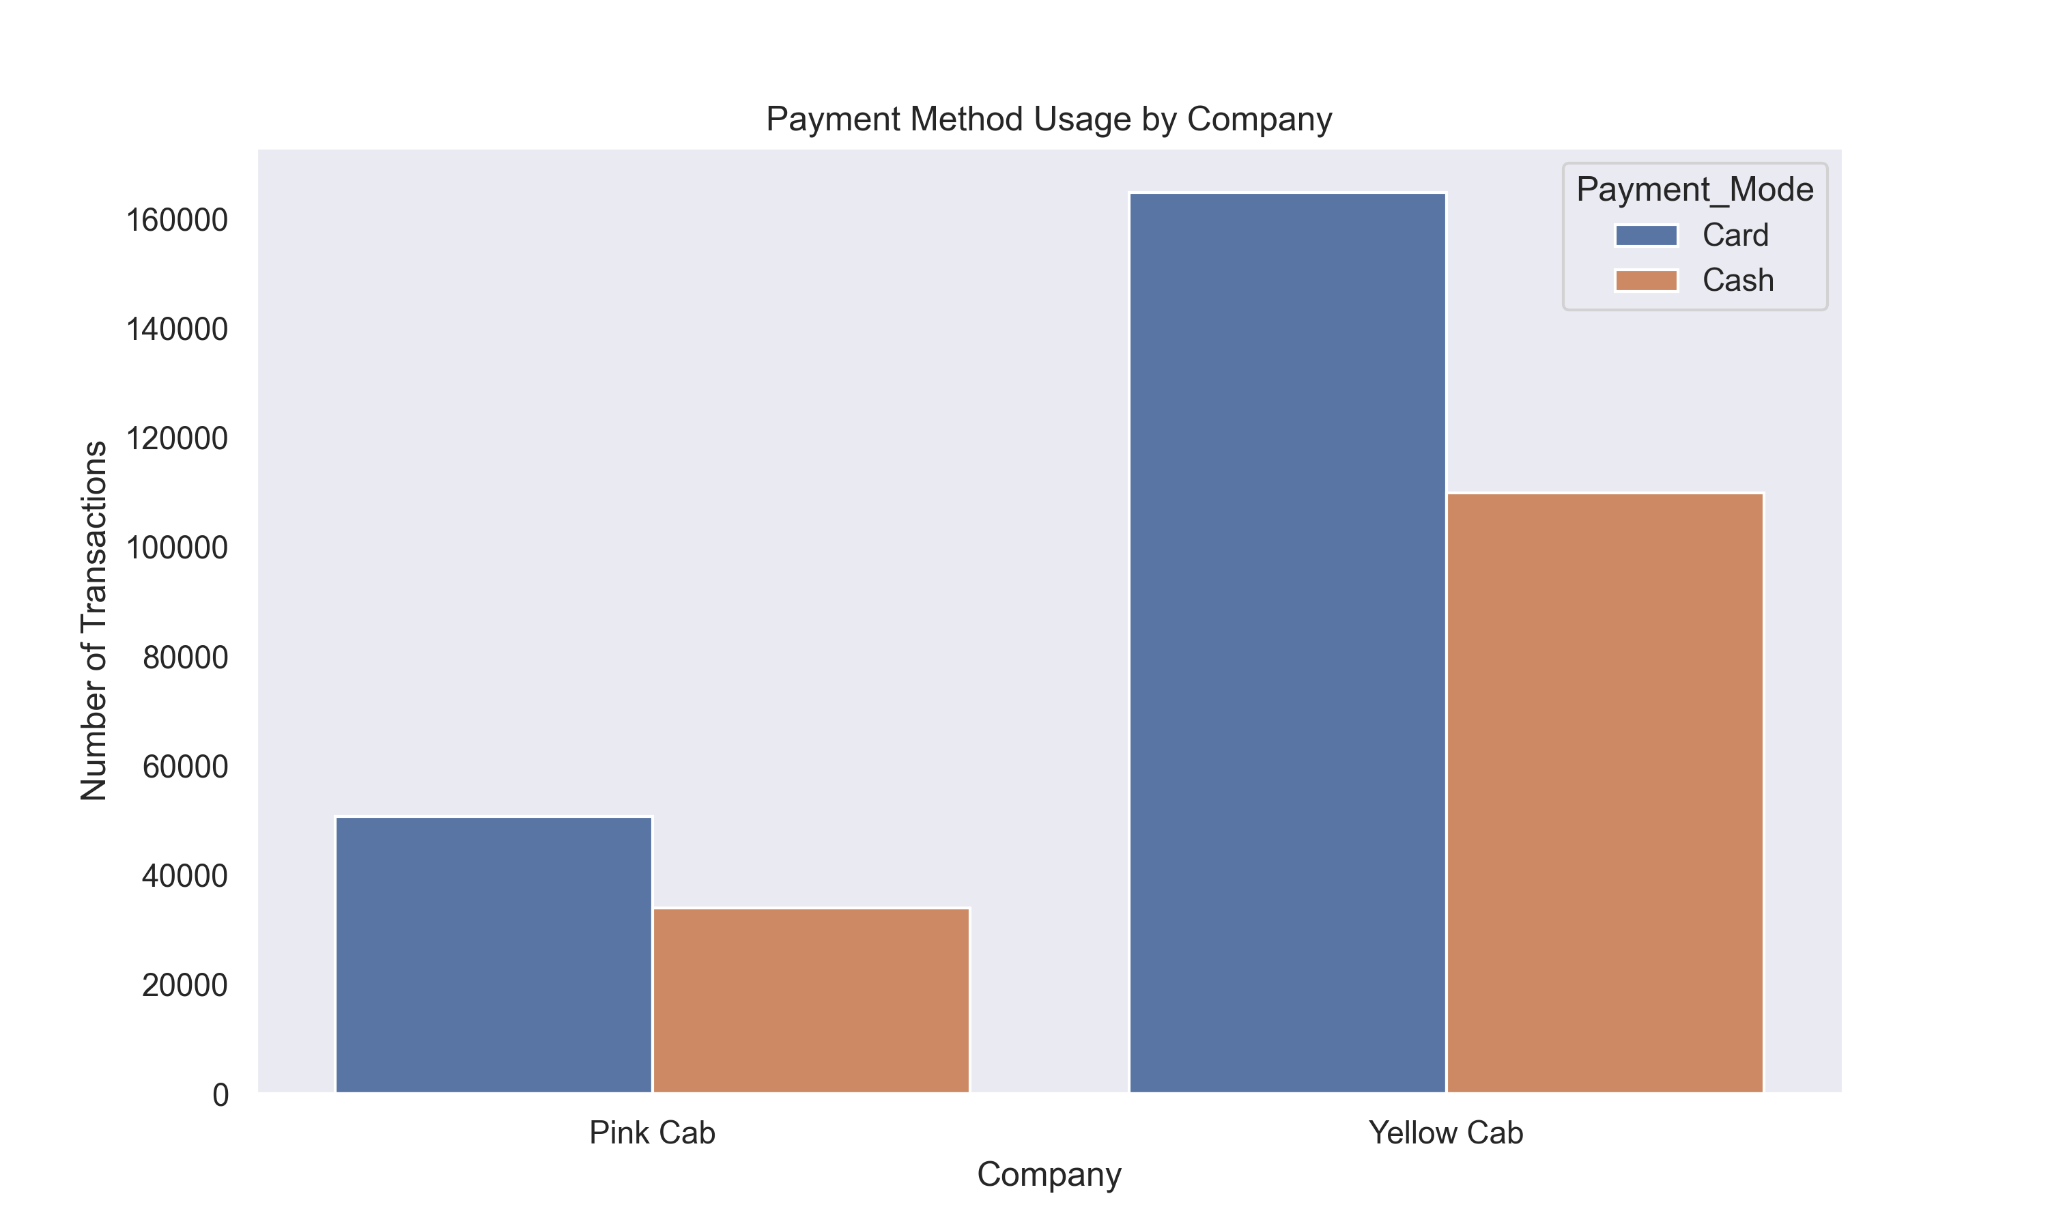 Payment Method Usage by Company
Payment_Mode
Card
Cash
160000
140000
120000
100000
80000
60000
40000
20000
0
Number of Transactions
Pink Cab
Yellow Cab
Company